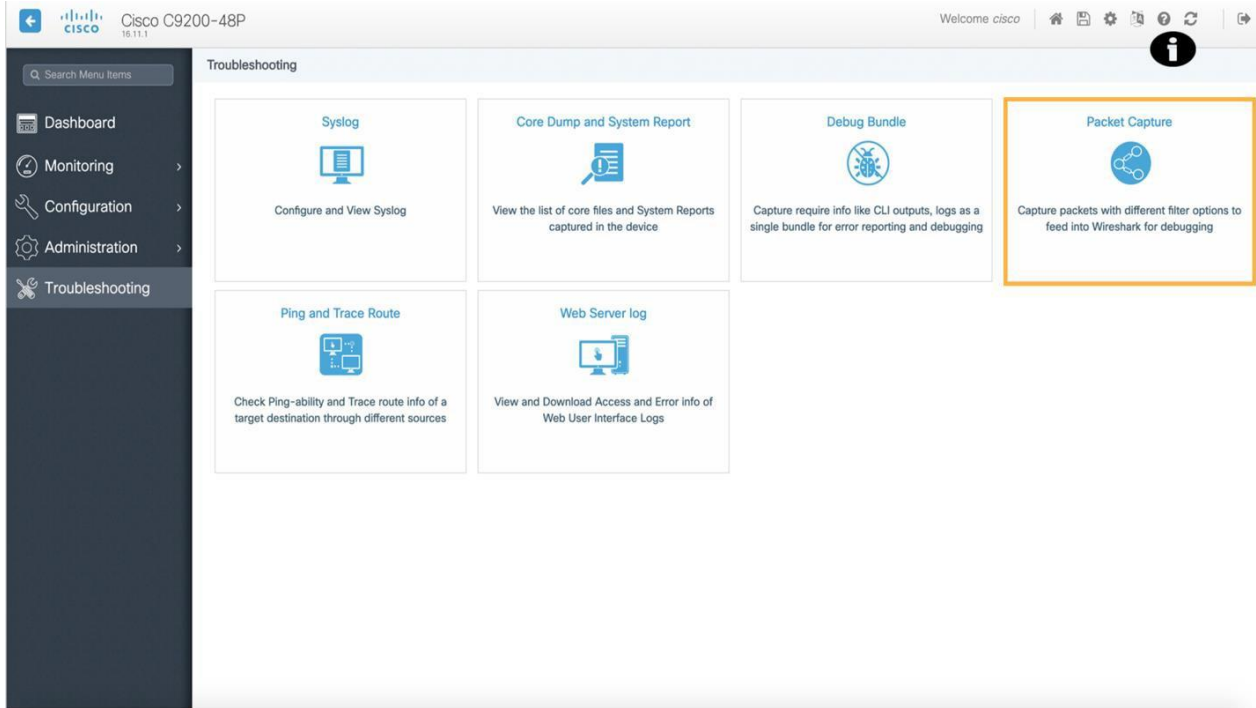 CISCO
Cisco C9200-48P
16.11.1
Welcome cisco
Search Menu Items
Dashboard
Monitoring
Configuration
Administration
Troubleshooting
Troubleshooting
Syslog
Configure and View Syslog
Core Dump and System Report
View the list of core files and System Reports
captured in the device
Debug Bundle
Capture require info like CLI outputs, logs as a
single bundle for error reporting and debugging
Packet Capture
Capture packets with different filter options to
feed into Wireshark for debugging
Ping and Trace Route
Check Ping-ability and Trace route info of a
target destination through different sources
Web Server log
View and Download Access and Error info of
Web User Interface Logs